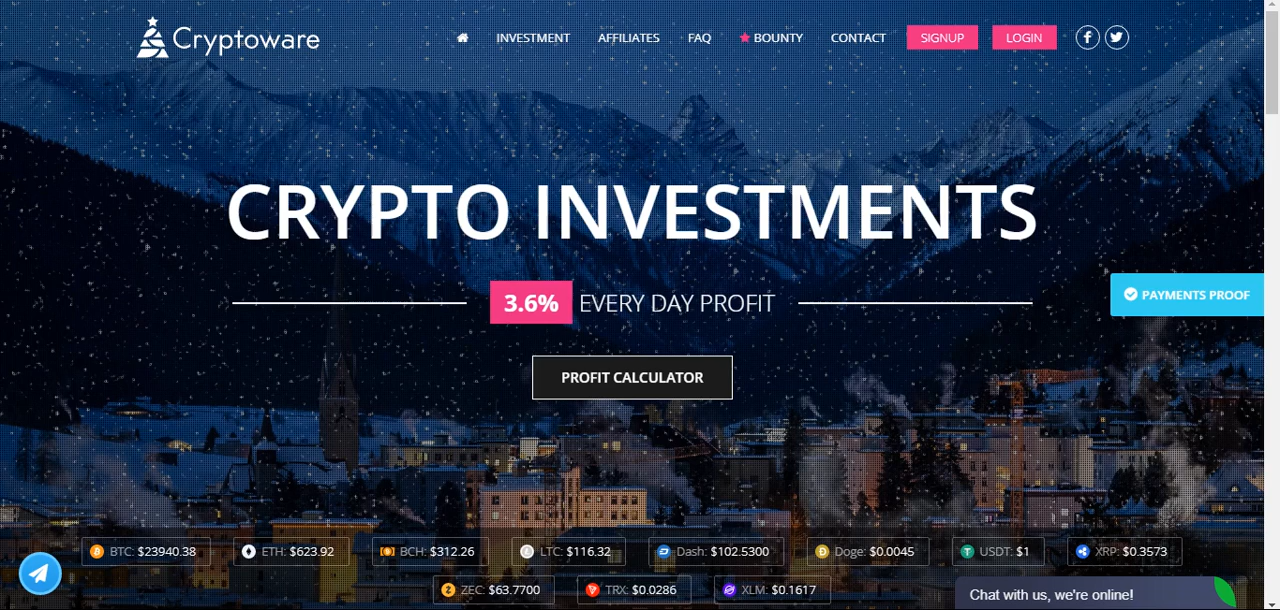 Cryptoware
INVESTMENT AFFILIATES FAQ BOUNTY CONTACT SIGNUP LOGIN
CRYPTO INVESTMENTS
3.6% EVERY DAY PROFIT
PAYMENTS PROOF
PROFIT CALCULATOR
BTC: $23940.38 ETH: $623.92 BCH: $312.26 LTC: $116.32 Dash: $102.5300 Doge: $0.0045 USDT: $1 XRP: $0.3573
ZEC: $63.7700 TRX: $0.0286 XLM: $0.1617
Chat with us, we're online!